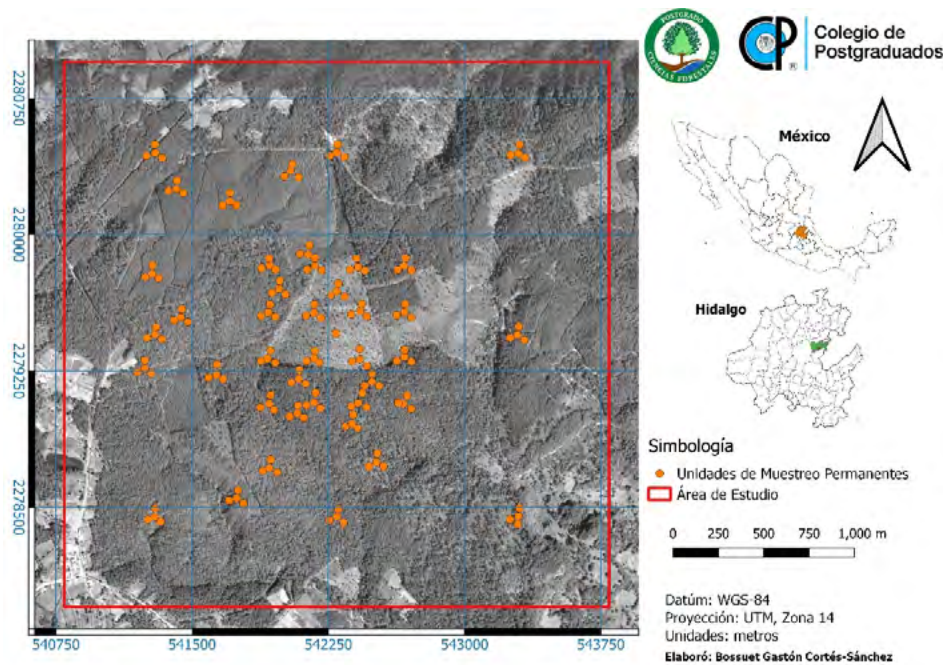 POSTGRADO
CIENCIAS FORESTALES
CP
®
Colegio de
Postgraduados
México
Hidalgo
Simbología
Unidades de Muestreo Permanentes
Área de Estudio
0 250 500 750 1,000 m
Datúm: WGS-84
Proyección: UTM, Zona 14
Unidades: metros
Elaboró: Bossuet Gastón Cortés-Sánchez
2280750
2280000
2279250
2278500
540750 541500 542250 543000 543750